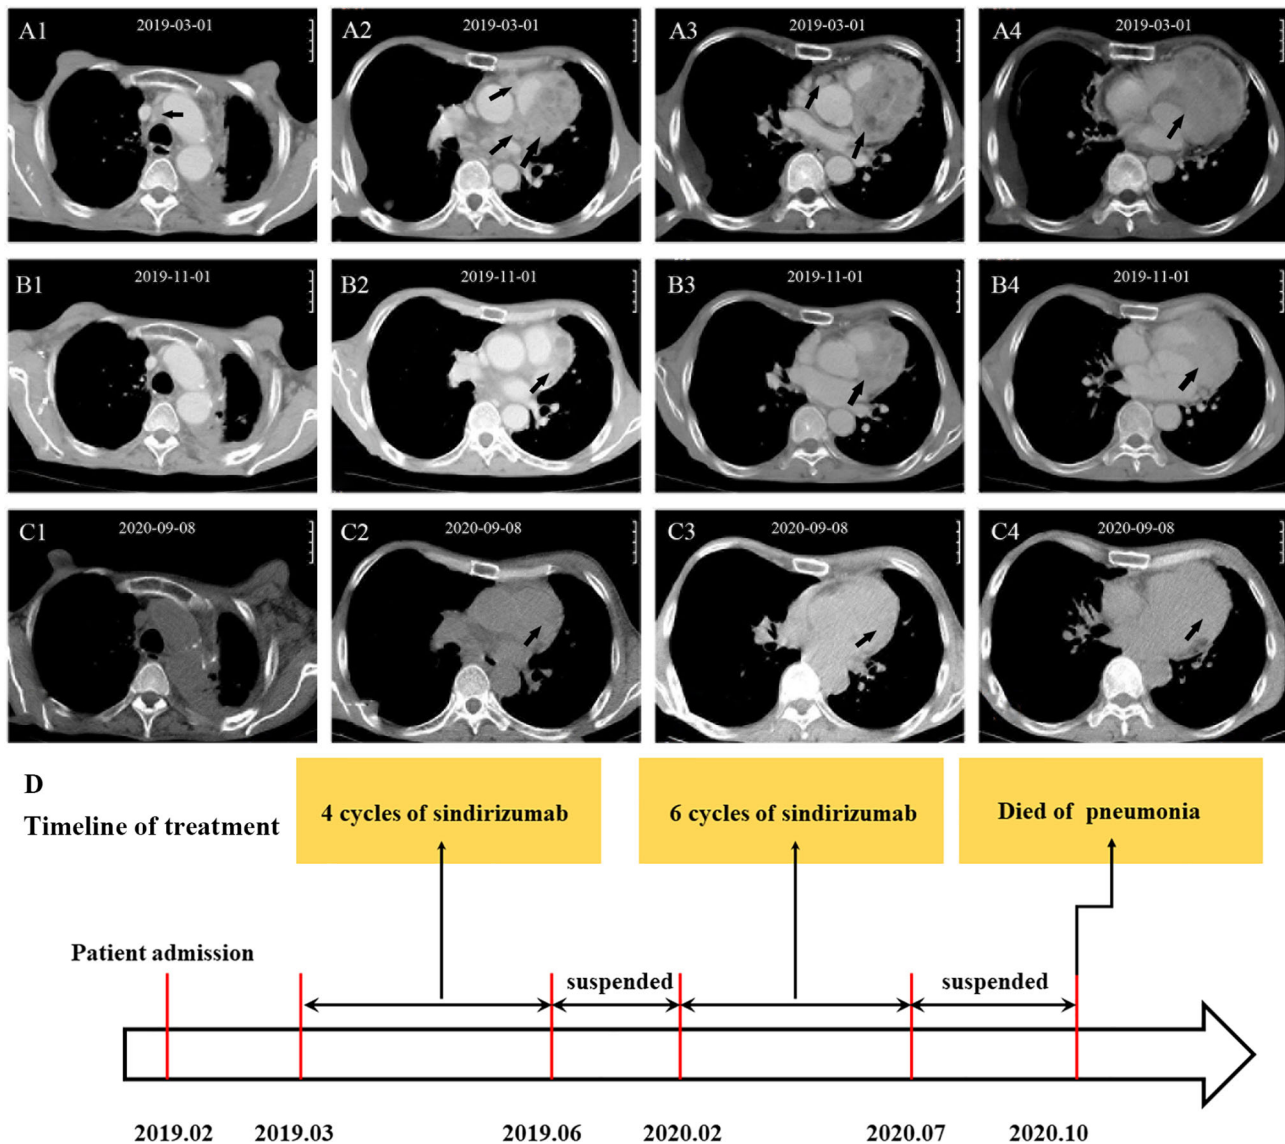 A1 2019-03-01
A2 2019-03-01
A3 2019-03-01
A4 2019-03-01
B1 2019-11-01
B2 2019-11-01
B3 2019-11-01
B4 2019-11-01
C1 2020-09-08
C2 2020-09-08
C3 2020-09-08
C4 2020-09-08
D
Timeline of treatment
4 cycles of sindirizumab
6 cycles of sindirizumab
Died of pneumonia
Patient admission
suspended
suspended
2019.02
2019.03
2019.06
2020.02
2020.07
2020.10